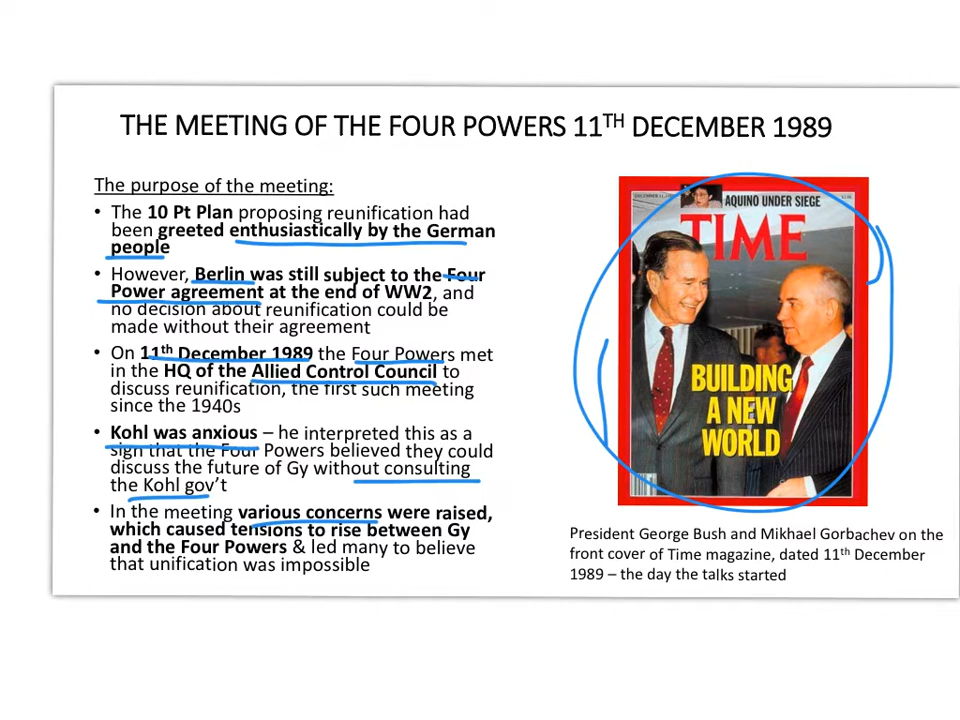 THE MEETING OF THE FOUR POWERS 11TH DECEMBER 1989
The purpose of the meeting:
• The 10 Pt Plan proposing reunification had
been greeted enthusiastically by the German
people
• However, Berlin was still subject to the Four
Power agreement at the end of WW2, and
no decision about reunification could be
made without their agreement
• On 11th December 1989 the Four Powers met
in the HQ of the Allied Control Council to
discuss reunification, the first such meeting
since the 1940s
• Kohl was anxious – he interpreted this as a
sign that the Four Powers believed they could
discuss the future of Gy without consulting
the Kohl gov't
• In the meeting various concerns were raised,
which caused tensions to rise between Gy
and the Four Powers & led many to believe
that unification was impossible
AQUINO UNDER SIEGE
TIME
BUILDING
A NEW
WORLD
President George Bush and Mikhael Gorbachev on the
front cover of Time magazine, dated 11th December
1989 – the day the talks started